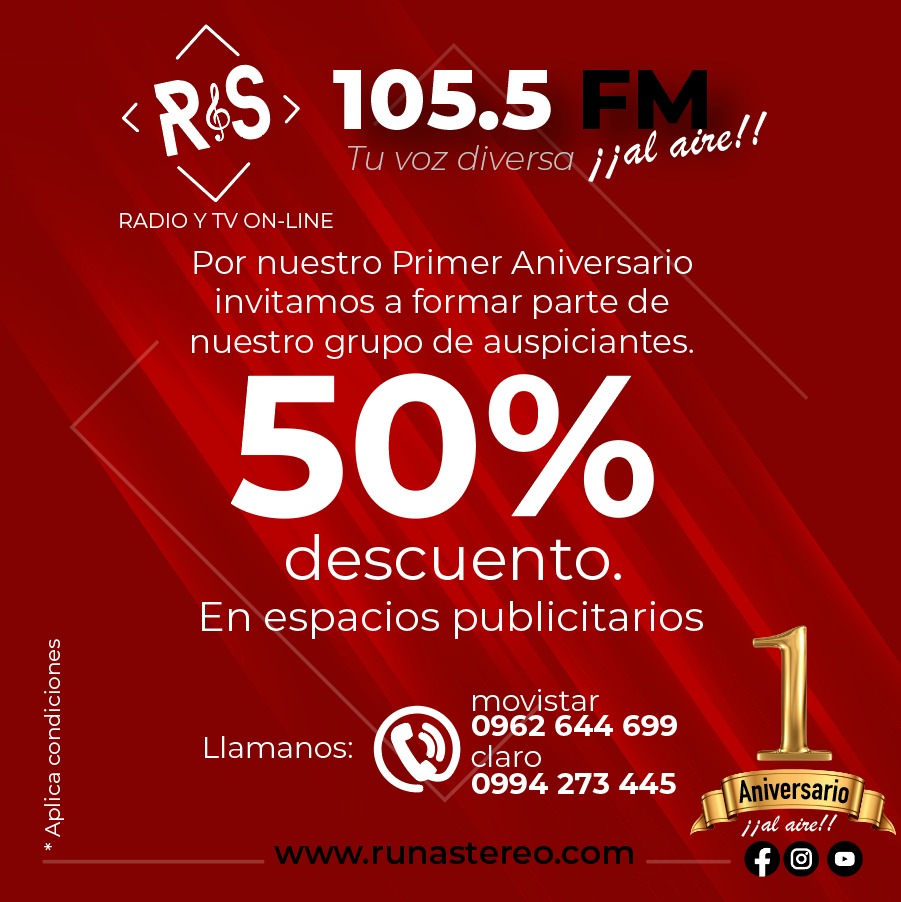 RS
105.5 FM
Tu voz diversa ¡¡al aire!!
RADIO Y TV ON-LINE
Por nuestro Primer Aniversario
invitamos a formar parte de
nuestro grupo de auspiciantes.
50%
descuento.
En espacios publicitarios
* Aplica condiciones
Llamanos:
movistar
0962 644 699
claro
0994 273 445
1
Aniversario
¡¡al aire!!
www.runastereo.com